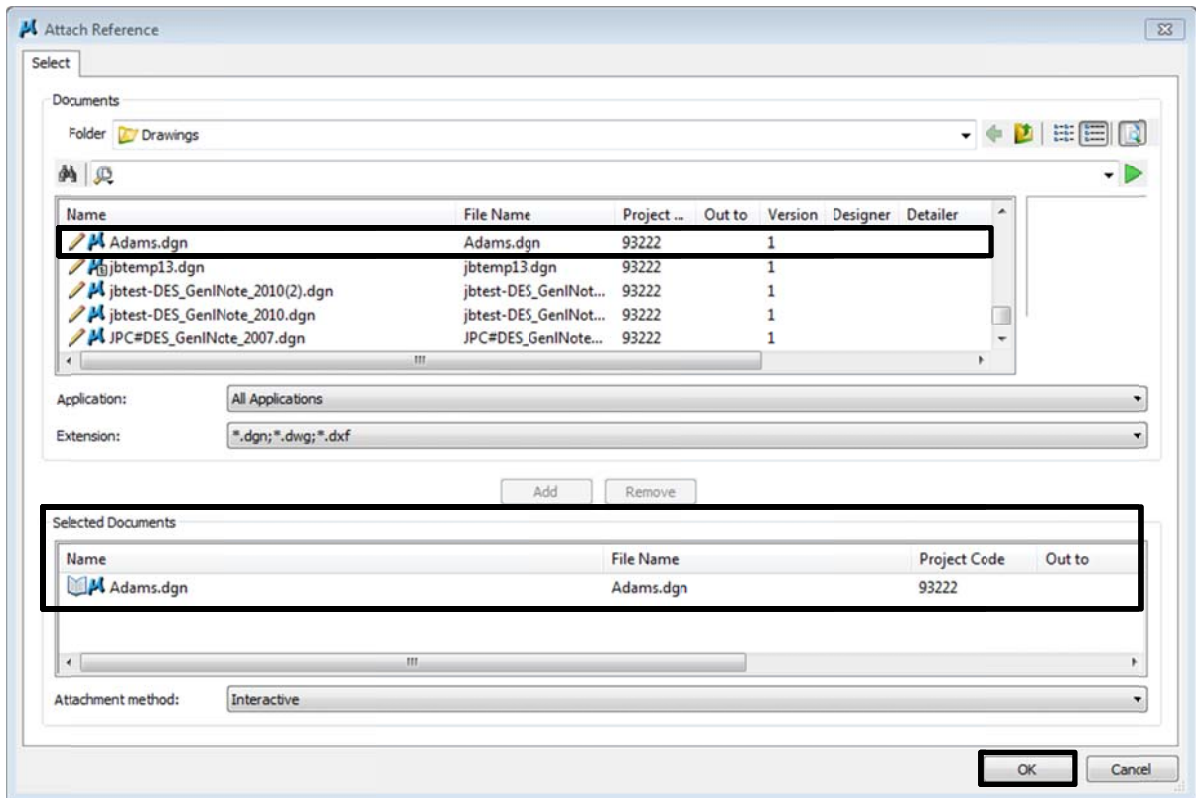 Attach Reference
Select
Documents
Folder Drawings
Name File Name Project ... Out to Version Designer Detailer
Adams.dgn Adams.dgn 93222 1
jbtemp13.dgn jbtemp13.dgn 93222 1
jbtest-DES_GenlNote_2010(2).dgn jbtest-DES_GenlNot... 93222 1
jbtest-DES_GenlNote_2010.dgn jbtest-DES_GenlNot... 93222 1
JPC#DES_GenlNote_2007.dgn JPC#DES_GenlNote... 93222 1
Application: All Applications
Extension: *.dgn;*.dwg;*.dxf
Add Remove
Selected Documents
Name File Name Project Code Out to
Adams.dgn Adams.dgn 93222
Attachment method: Interactive
OK Cancel